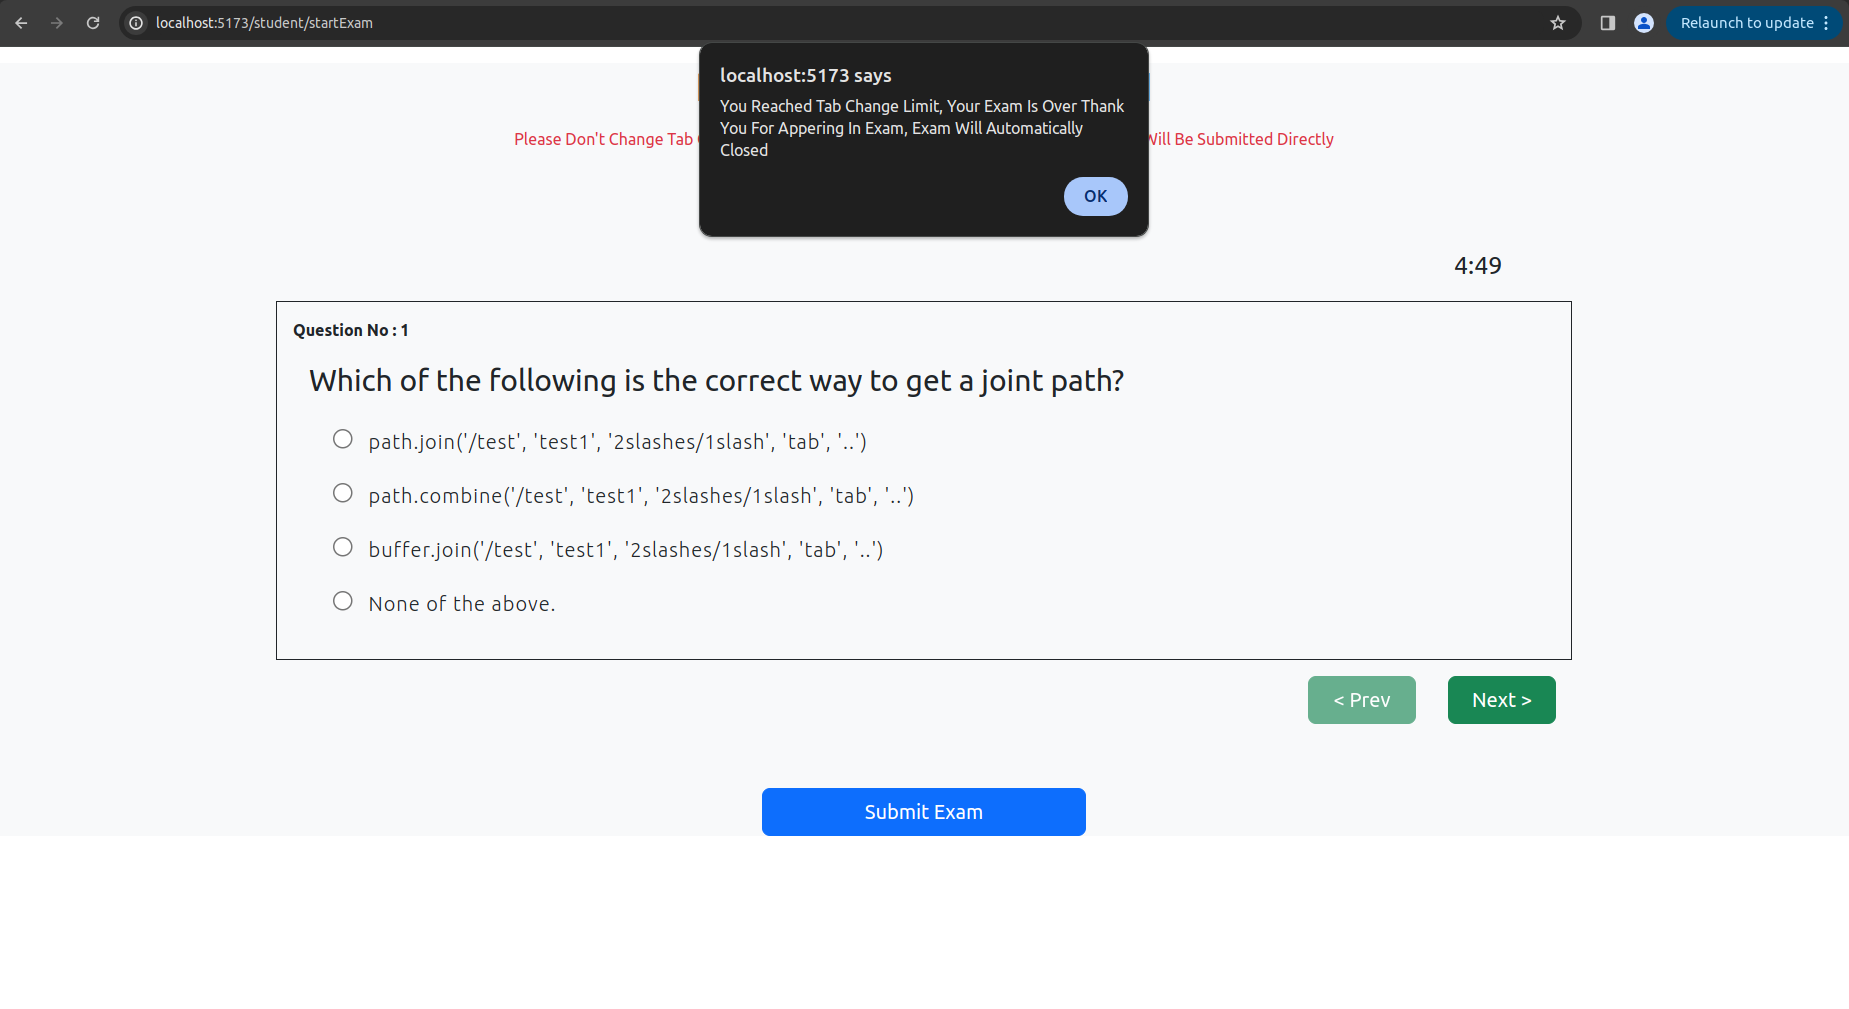 localhost:5173/student/startExam
Relaunch to update
localhost:5173 says
You Reached Tab Change Limit, Your Exam Is Over Thank
You For Appering In Exam, Exam Will Automatically
Closed
OK
Please Don't Change Tab
Will Be Submitted Directly
4:49
Question No : 1
Which of the following is the correct way to get a joint path?
path.join('/test', 'test1', '2slashes/1slash', 'tab', '..')
path.combine('/test', 'test1', '2slashes/1slash', 'tab', '..')
buffer.join('/test', 'test1', '2slashes/1slash', 'tab', '..')
None of the above.
< Prev
Next >
Submit Exam